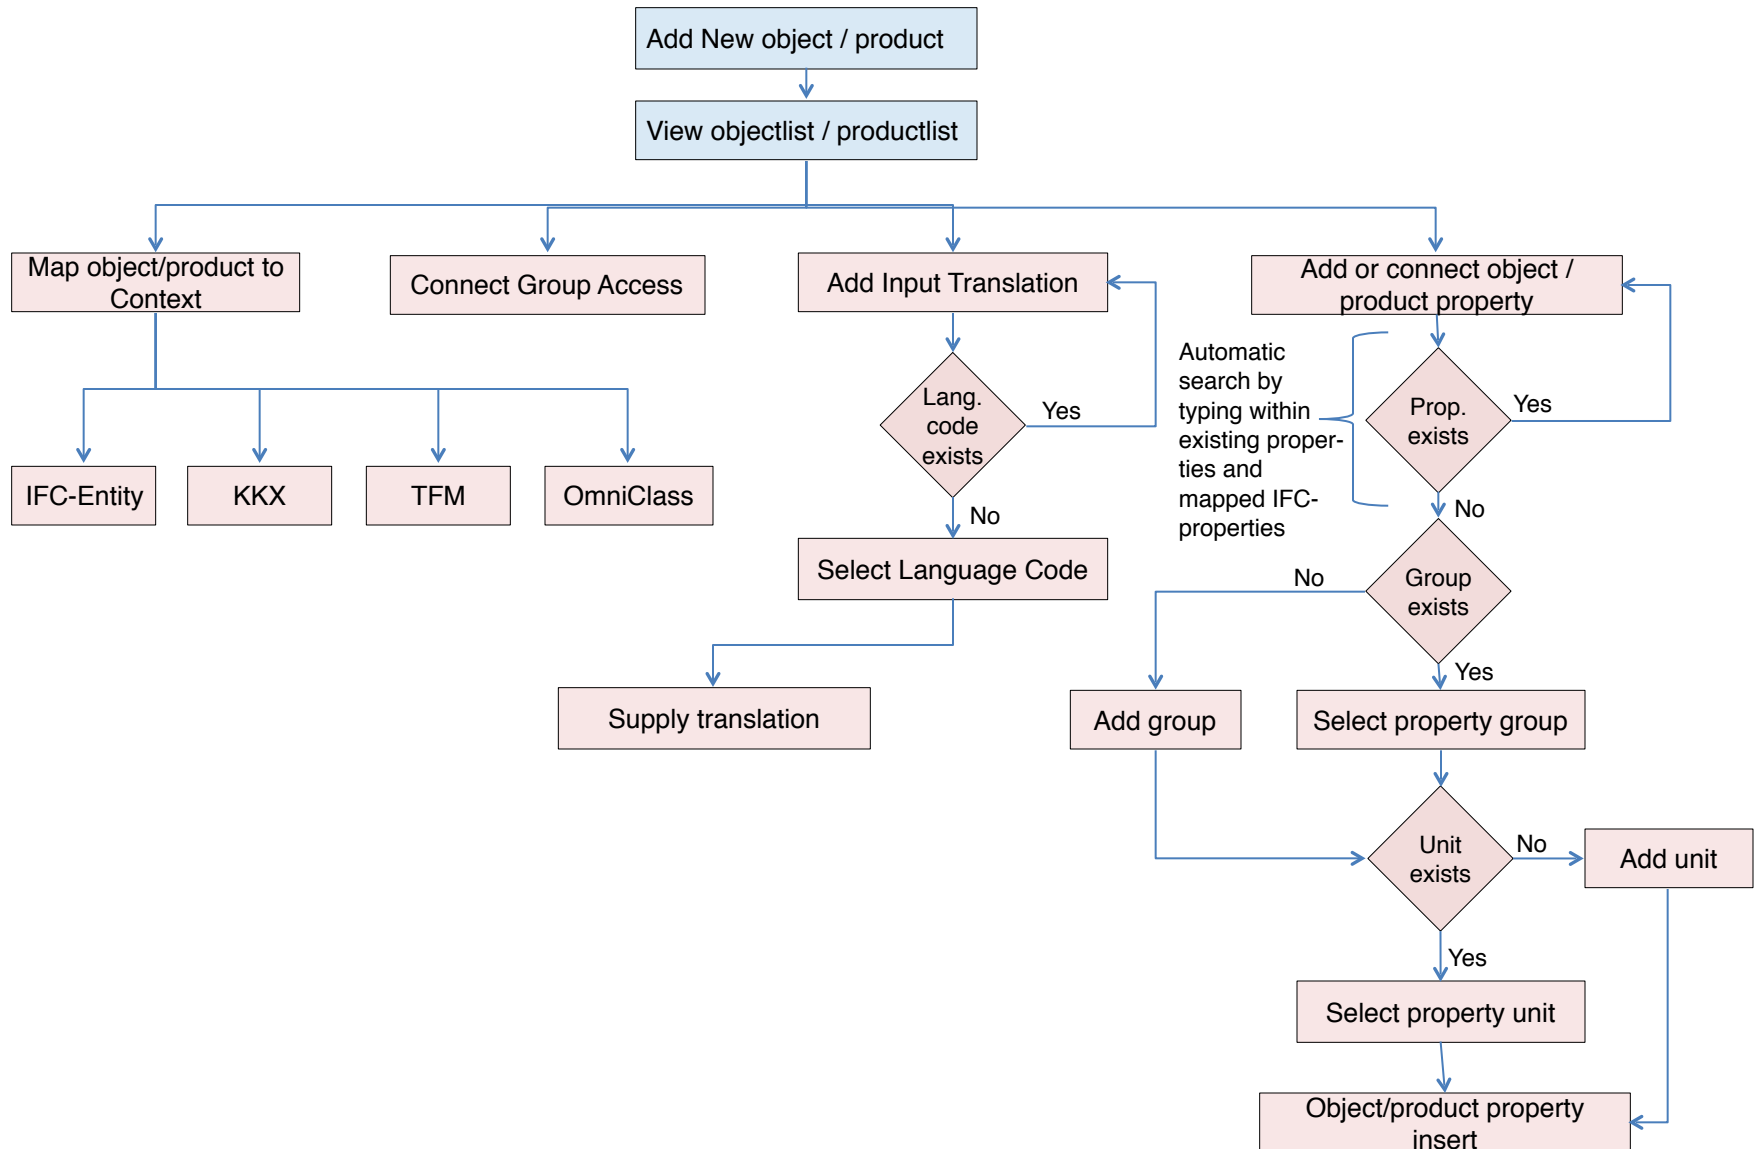 Add New object / product
View objectlist / productlist
Map object/product to
Context
Connect Group Access
Add Input Translation
Add or connect object /
product property
IFC-Entity
KKX
TFM
OmniClass
Lang.
code
exists
Yes
No
Select Language Code
Supply translation
Automatic
search by
typing within
existing proper-
ties and
mapped IFC-
properties
Prop.
exists
Yes
No
Group
exists
No
Yes
Add group
Select property group
Unit
exists
No
Add unit
Yes
Select property unit
Object/product property
insert